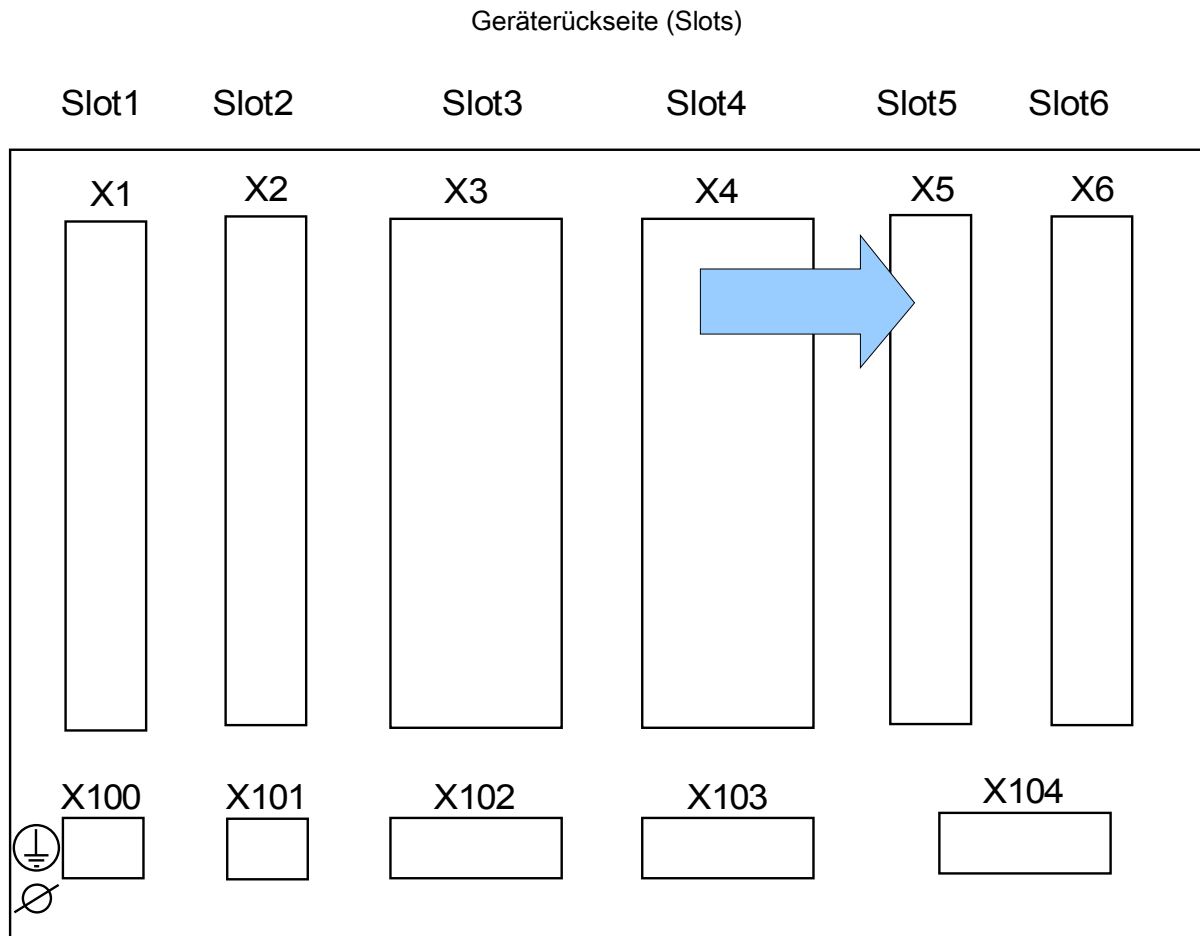 Geräterückseite (Slots)
Slot1 Slot2 Slot3 Slot4 Slot5 Slot6
X1 X2 X3 X4 X5 X6
X100 X101 X102 X103 X104